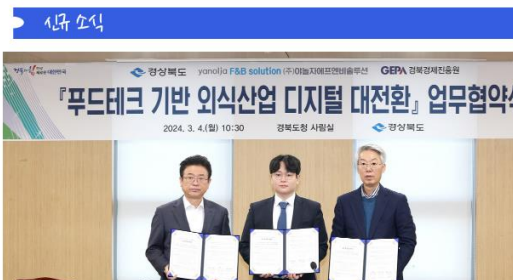 신규 소식
경상북도 yanolja F&B solution (주)야놀자에프앤비솔루션 GEPA 경북경제진흥원
『푸드테크 기반 외식산업 디지털 대전환』 업무협약식
2024. 3. 4.(월) 10:30 경북도청 사림실 경상북도